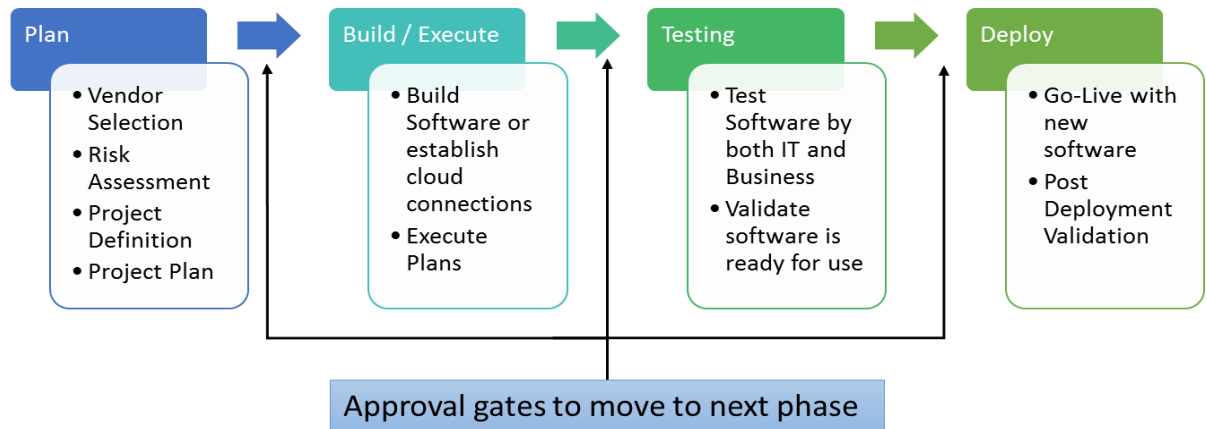 Plan
• Vendor
Selection
• Risk
Assessment
• Project
Definition
• Project Plan
Build / Execute
• Build
Software or
establish
cloud
connections
• Execute
Plans
Testing
• Test
Software by
both IT and
Business
• Validate
software is
ready for use
Deploy
• Go-Live with
new
software
• Post
Deployment
Validation
Approval gates to move to next phase